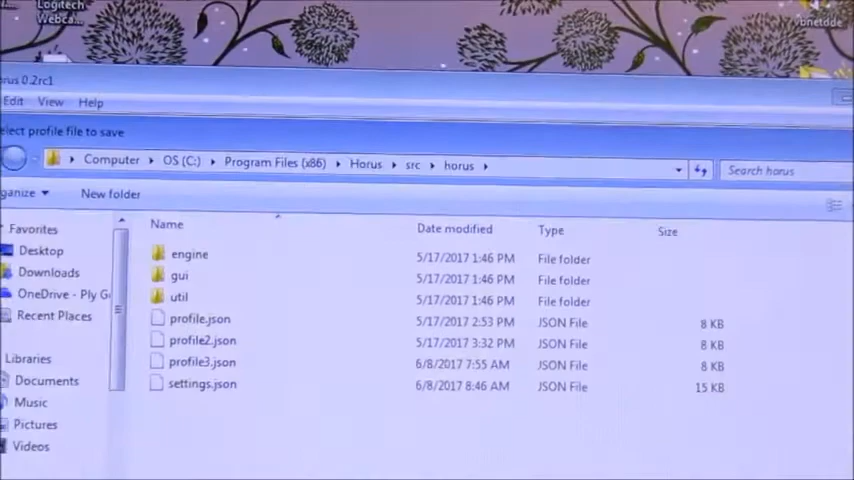 Logitech
Webca...
vbnetdde
orus 0.2rc1
Edit View Help
elect profile file to save
Computer OS (C:) Program Files (x86) Horus src horus
Search horus
ganize New folder
Name Date modified Type Size
Favorites
Desktop
Downloads
OneDrive - Ply G
Recent Places
Libraries
Documents
Music
Pictures
Videos
engine 5/17/2017 1:46 PM File folder
gui 5/17/2017 1:46 PM File folder
util 5/17/2017 1:46 PM File folder
profile.json 5/17/2017 2:53 PM JSON File 8 KB
profile2.json 5/17/2017 3:32 PM JSON File 8 KB
profile3.json 6/8/2017 7:55 AM JSON File 8 KB
settings.json 6/8/2017 8:46 AM JSON File 15 KB